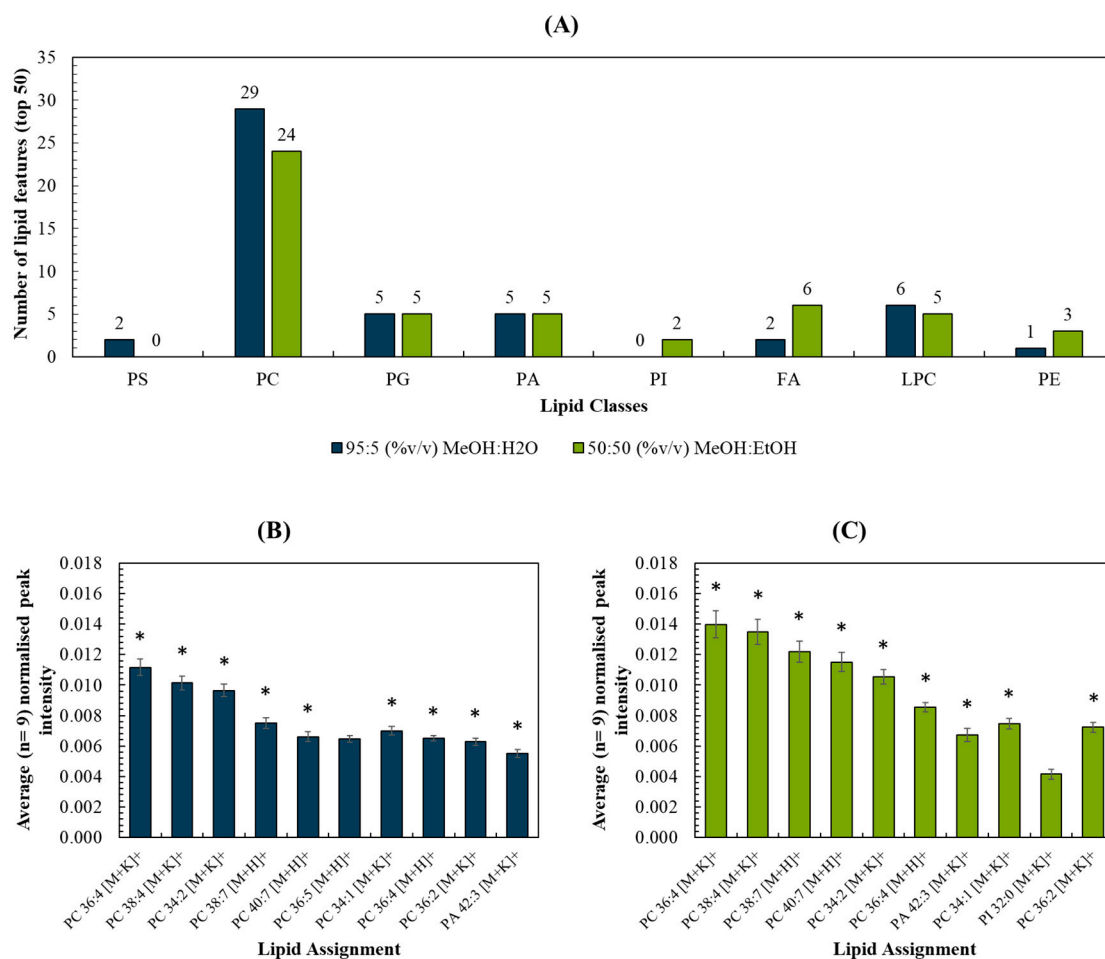 (A)
Number of lipid features (top 50)
35
30
25
20
15
10
5
0
2
0
29
24
5
5
5
5
0
2
2
6
6
5
1
3
PS PC PG PA PI FA LPC PE
Lipid Classes
95:5 (%v/v) MeOH:H2O 50:50 (%v/v) MeOH:EtOH
(B)
Average (n= 9) normalised peak
intensity
0.018
0.016
0.014
0.012
0.010
0.008
0.006
0.004
0.002
0.000
* * * * * * * * *
PC 36:4 [M+K]+
PC 38:4 [M+K]+
PC 34:2 [M+K]+
PC 38:7 [M+H]+
PC 40:7 [M+H]+
PC 36:5 [M+H]+
PC 34:1 [M+K]+
PC 36:4 [M+H]+
PC 36:2 [M+K]+
PA 42:3 [M+K]+
Lipid Assignment
(C)
Average (n= 9) normalised peak
intensity
0.018
0.016
0.014
0.012
0.010
0.008
0.006
0.004
0.002
0.000
* * * * * * * * *
PC 36:4 [M+K]+
PC 38:4 [M+K]+
PC 38:7 [M+H]+
PC 40:7 [M+H]+
PC 34:2 [M+K]+
PC 36:4 [M+H]+
PA 42:3 [M+K]+
PC 34:1 [M+K]+
PI 32:0 [M+K]+
PC 36:2 [M+K]+
Lipid Assignment